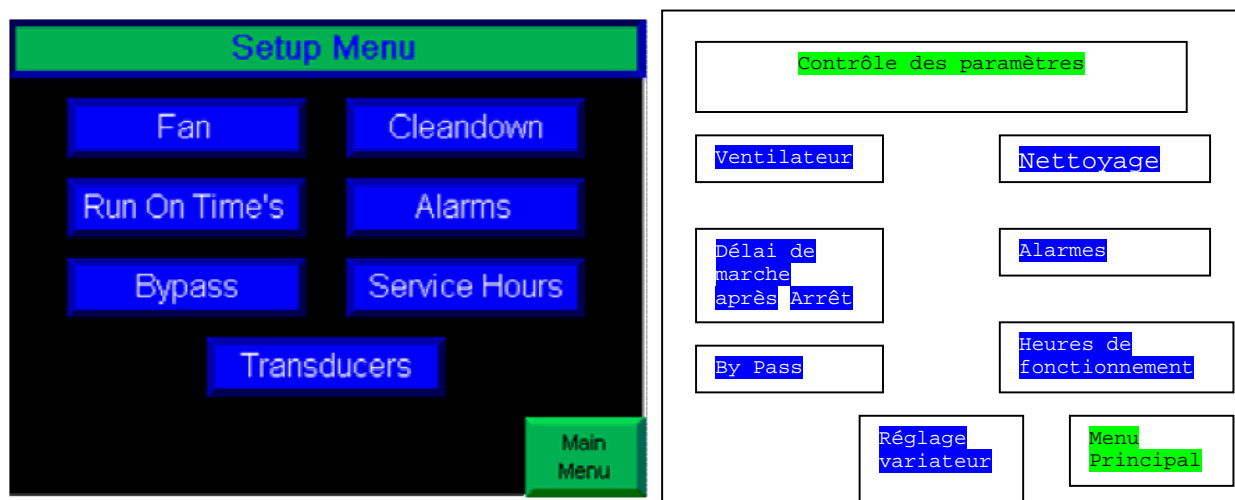 Setup Menu
Fan
Cleandown
Run On Time's
Alarms
Bypass
Service Hours
Transducers
Main
Menu
Contrôle des paramètres
Ventilateur
Nettoyage
Délai de
marche
après Arrêt
Alarmes
By Pass
Heures de
fonctionnement
Réglage
variateur
Menu
Principal